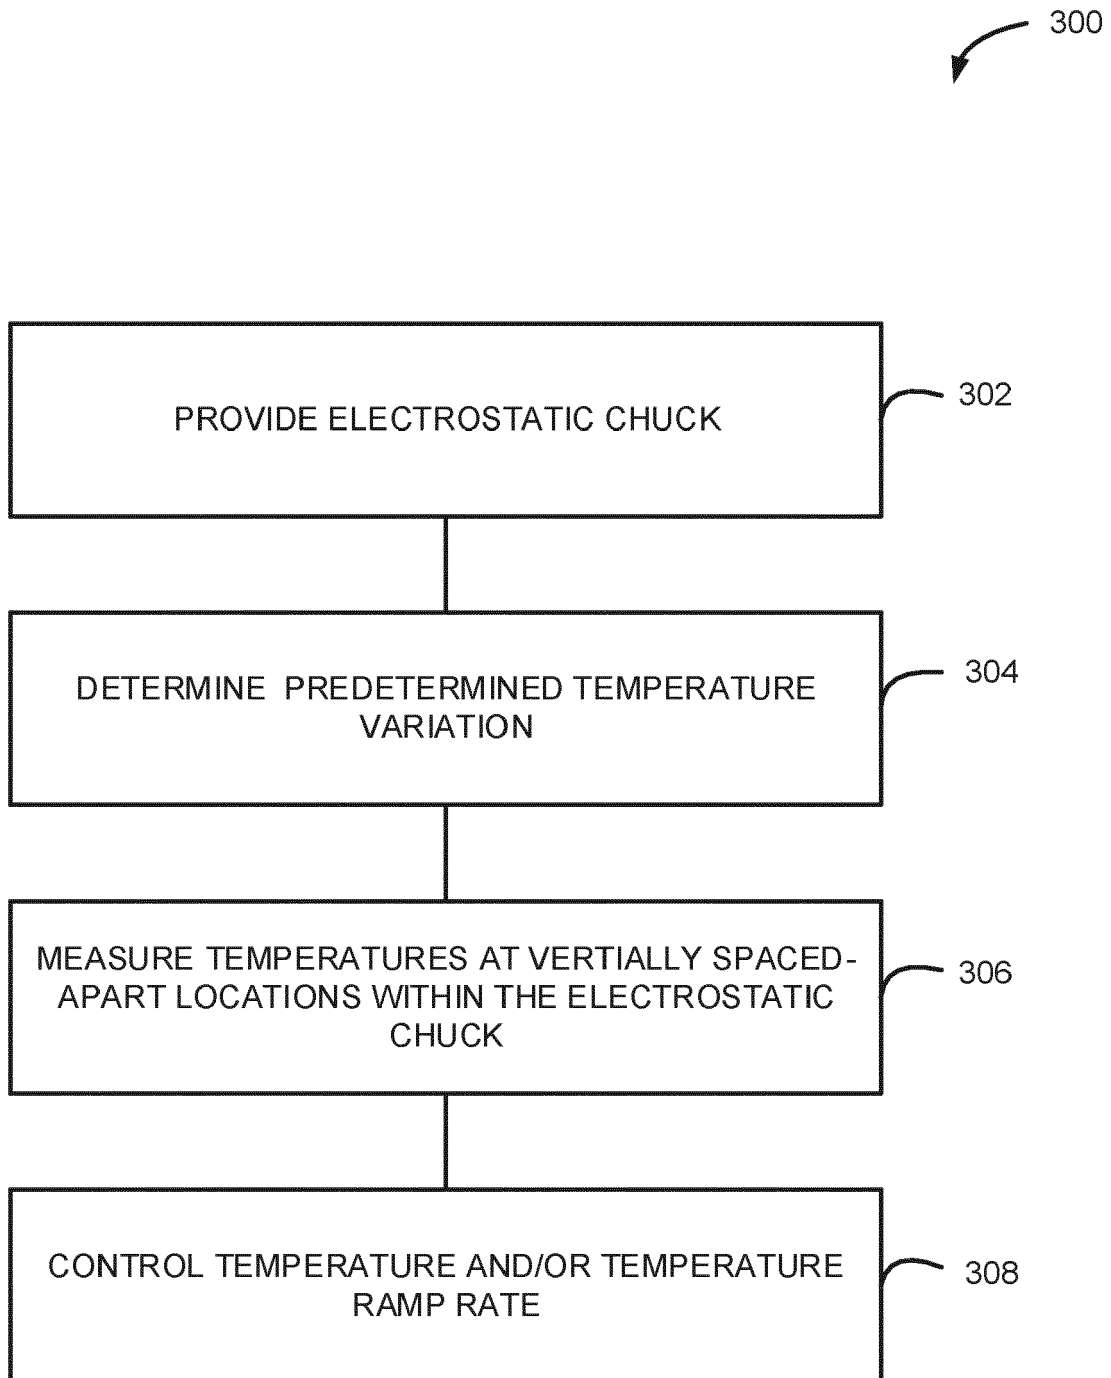 300
PROVIDE ELECTROSTATIC CHUCK
302
DETERMINE PREDETERMINED TEMPERATURE
VARIATION
304
MEASURE TEMPERATURES AT VERTIALLY SPACED-
APART LOCATIONS WITHIN THE ELECTROSTATIC
CHUCK
306
CONTROL TEMPERATURE AND/OR TEMPERATURE
RAMP RATE
308